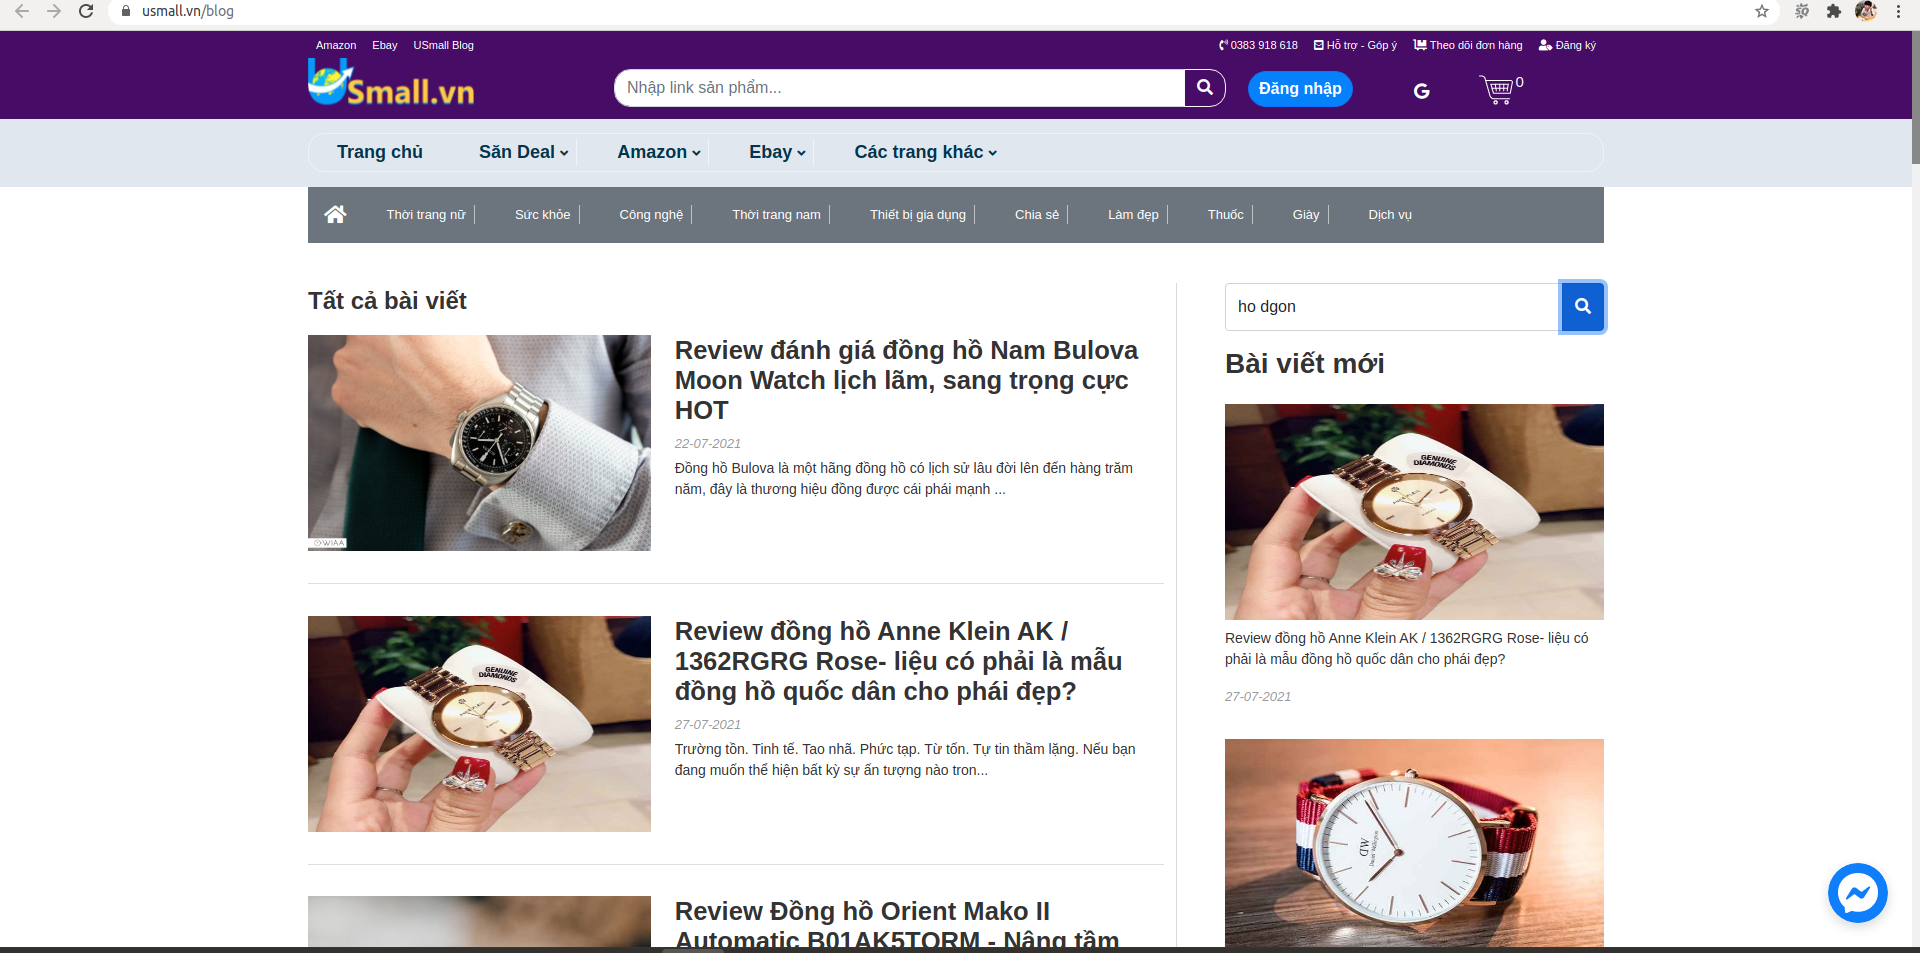 usmall.vn/blog
Amazon Ebay USmall Blog
0383 918 618 Hỗ trợ - Góp ý Theo dõi đơn hàng Đăng ký
USmall.vn
Nhập link sản phẩm...
Đăng nhập
G
0
Trang chủ Săn Deal Amazon Ebay Các trang khác
Thời trang nữ Sức khỏe Công nghệ Thời trang nam Thiết bị gia dụng Chia sẻ Làm đẹp Thuốc Giày Dịch vụ
Tất cả bài viết
Review đánh giá đồng hồ Nam Bulova
Moon Watch lịch lãm, sang trọng cực
HOT
22-07-2021
Đồng hồ Bulova là một hãng đồng hồ có lịch sử lâu đời lên đến hàng trăm
năm, đây là thương hiệu đồng được cái phái mạnh ...
WIAA
GENUINE
DIAMONDS
Review đồng hồ Anne Klein AK /
1362RGRG Rose- liệu có phải là mẫu
đồng hồ quốc dân cho phái đẹp?
27-07-2021
Trường tồn. Tinh tế. Tao nhã. Phức tạp. Từ tốn. Tự tin thầm lặng. Nếu bạn
đang muốn thể hiện bất kỳ sự ấn tượng nào tron...
Review Đồng hồ Orient Mako II
Automatic B01AK5TORM - Nâng tầm
ho dgon
Bài viết mới
GENUINE
DIAMONDS
Review đồng hồ Anne Klein AK / 1362RGRG Rose- liệu có
phải là mẫu đồng hồ quốc dân cho phái đẹp?
27-07-2021
DW
Daniel Wellington